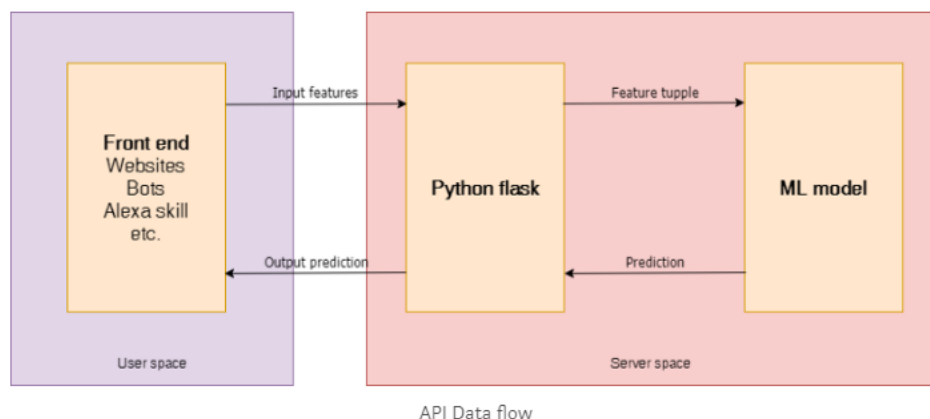 Input features
Feature tupple
Front end
Websites
Bots
Alexa skill
etc.
Python flask
ML model
Output prediction
Prediction
User space
Server space
API Data flow